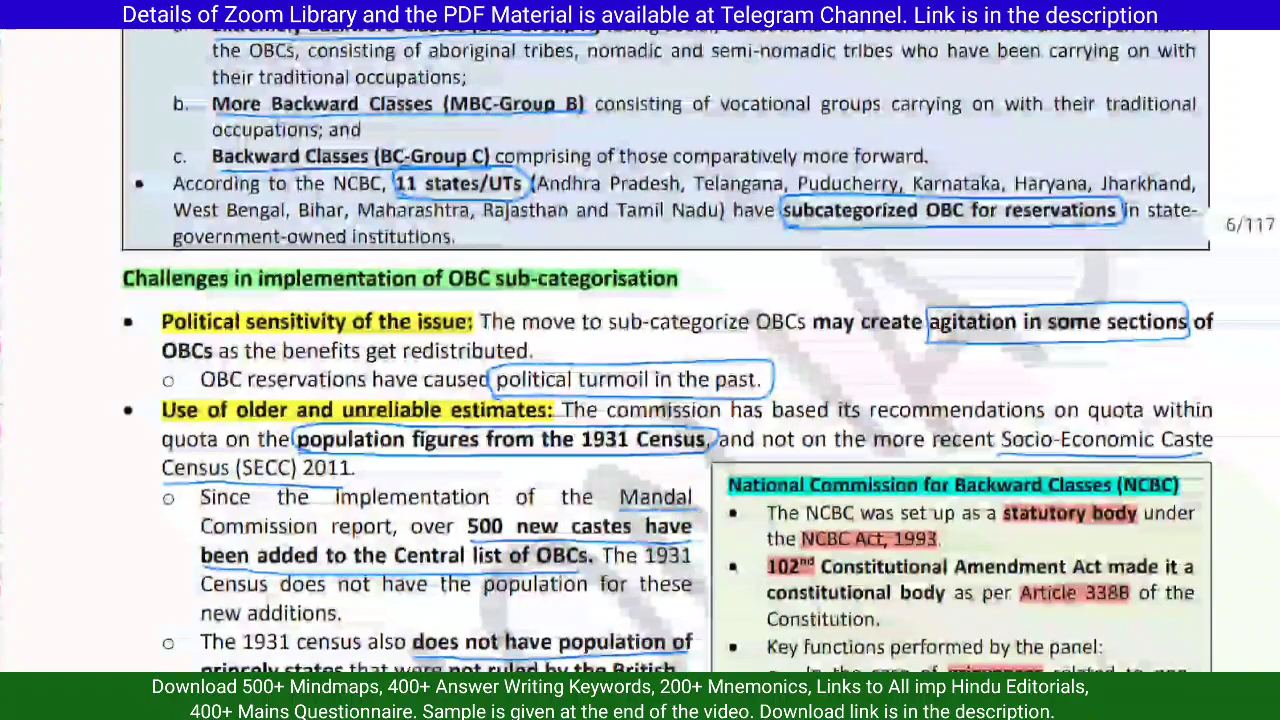 Details of Zoom Library and the PDF Material is available at Telegram Channel. Link is in the description
the OBCs, consisting of aboriginal tribes, nomadic and semi-nomadic tribes who have been carrying on with
their traditional occupations;
b. More Backward Classes (MBC-Group B) consisting of vocational groups carrying on with their traditional
occupations; and
c. Backward Classes (BC-Group C) comprising of those comparatively more forward.
• According to the NCBC, 11 states/UTs (Andhra Pradesh, Telangana, Puducherry, Karnataka, Haryana, Jharkhand,
West Bengal, Bihar, Maharashtra, Rajasthan and Tamil Nadu) have subcategorized OBC for reservations in state-
government-owned institutions.
6/117
Challenges in implementation of OBC sub-categorisation
• Political sensitivity of the issue: The move to sub-categorize OBCs may create agitation in some sections of
OBCs as the benefits get redistributed.
o OBC reservations have caused political turmoil in the past.
• Use of older and unreliable estimates: The commission has based its recommendations on quota within
quota on the population figures from the 1931 Census, and not on the more recent Socio-Economic Caste
Census (SECC) 2011.
o Since the implementation of the Mandal
Commission report, over 500 new castes have
been added to the Central list of OBCs. The 1931
Census does not have the population for these
new additions.
o The 1931 census also does not have population of
princely states that were not ruled by the British.
National Commission for Backward Classes (NCBC)
• The NCBC was set up as a statutory body under
the NCBC Act, 1993.
• 102nd Constitutional Amendment Act made it a
constitutional body as per Article 338B of the
Constitution.
• Key functions performed by the panel:
Download 500+ Mindmaps, 400+ Answer Writing Keywords, 200+ Mnemonics, Links to All imp Hindu Editorials,
400+ Mains Questionnaire. Sample is given at the end of the video. Download link is in the description.